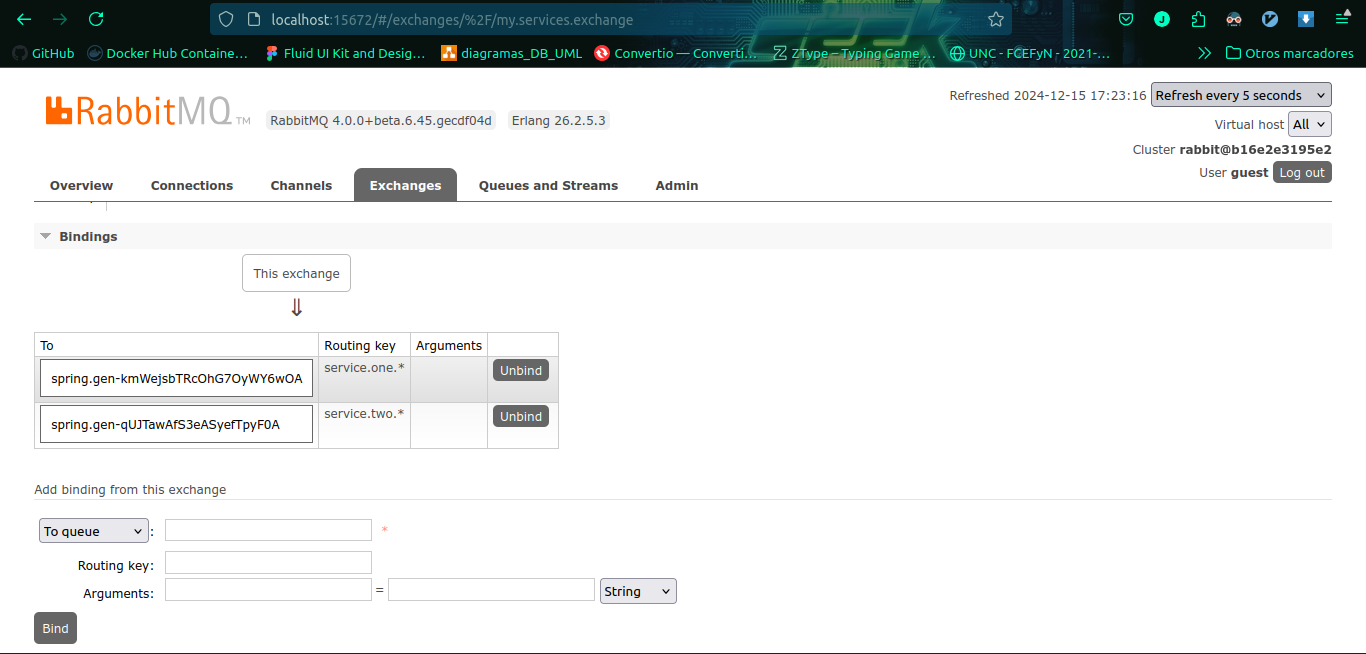 localhost:15672/#/exchanges/%2F/my.services.exchange
GitHub Docker Hub Containe… Fluid UI Kit and Desig… diagramas_DB_UML Convertio — Converti… ZType – Typing Game … UNC - FCEFyN - 2021-… Otros marcadores
RabbitMQ TM RabbitMQ 4.0.0+beta.6.45.gecdf04d Erlang 26.2.5.3
Refreshed 2024-12-15 17:23:16 Refresh every 5 seconds
Virtual host All
Cluster rabbit@b16e2e3195e2
User guest Log out
Overview Connections Channels Exchanges Queues and Streams Admin
Bindings
This exchange
⇓
To Routing key Arguments
spring.gen-kmWejsbTRcOhG7OyWY6wOA service.one.* Unbind
spring.gen-qUJTawAfS3eASyefTpyF0A service.two.* Unbind
Add binding from this exchange
To queue : *
Routing key:
Arguments: = String
Bind